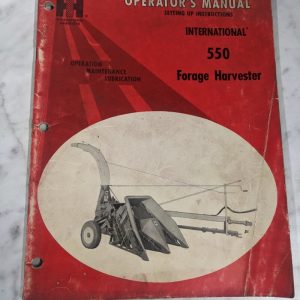 OPERATOR'S MANUAL
SETTING UP INSTRUCTIONS
INTERNATIONAL
550
Forage Harvester
OPERATION
MAINTENANCE
LUBRICATION